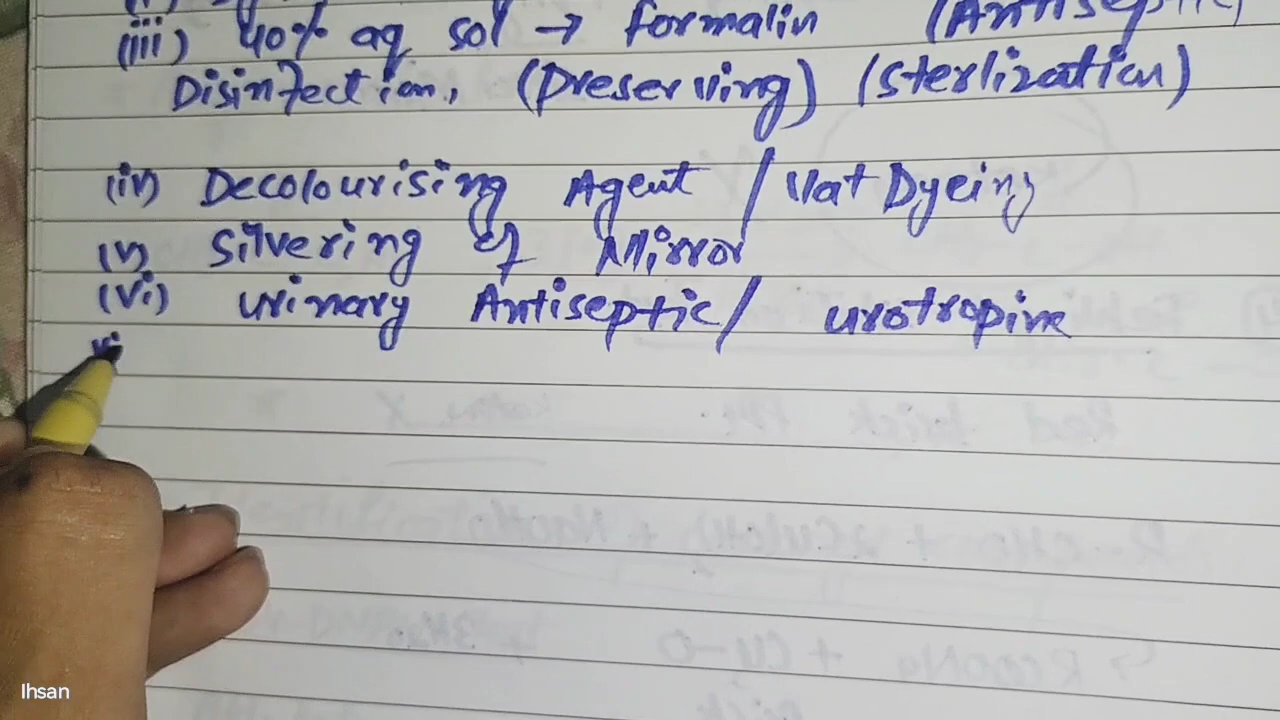 (iii) 40% aq sol → formalin (Antiseptic)
Disinfection, (Preserving) (Sterlization)
(iv) Decolourising Agent / Vat Dyeing
(v) Silvering of Mirror
(vi) Urinary Antiseptic / urotropine
vi
Ihsan